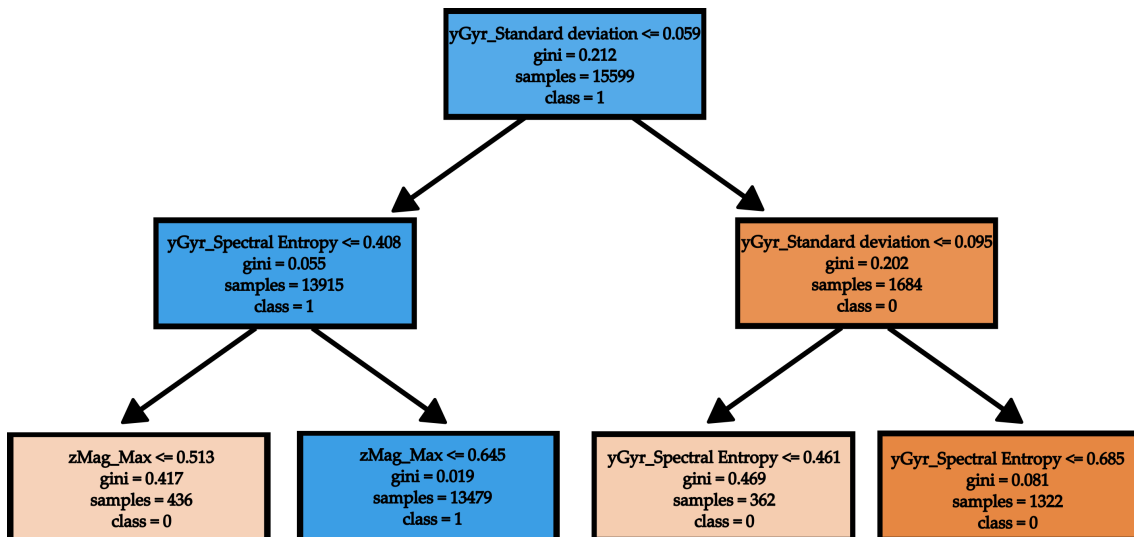 yGyr_Standard deviation <= 0.059
gini = 0.212
samples = 15599
class = 1
yGyr_Spectral Entropy <= 0.408
gini = 0.055
samples = 13915
class = 1
yGyr_Standard deviation <= 0.095
gini = 0.202
samples = 1684
class = 0
zMag_Max <= 0.513
gini = 0.417
samples = 436
class = 0
zMag_Max <= 0.645
gini = 0.019
samples = 13479
class = 1
yGyr_Spectral Entropy <= 0.461
gini = 0.469
samples = 362
class = 0
yGyr_Spectral Entropy <= 0.685
gini = 0.081
samples = 1322
class = 0